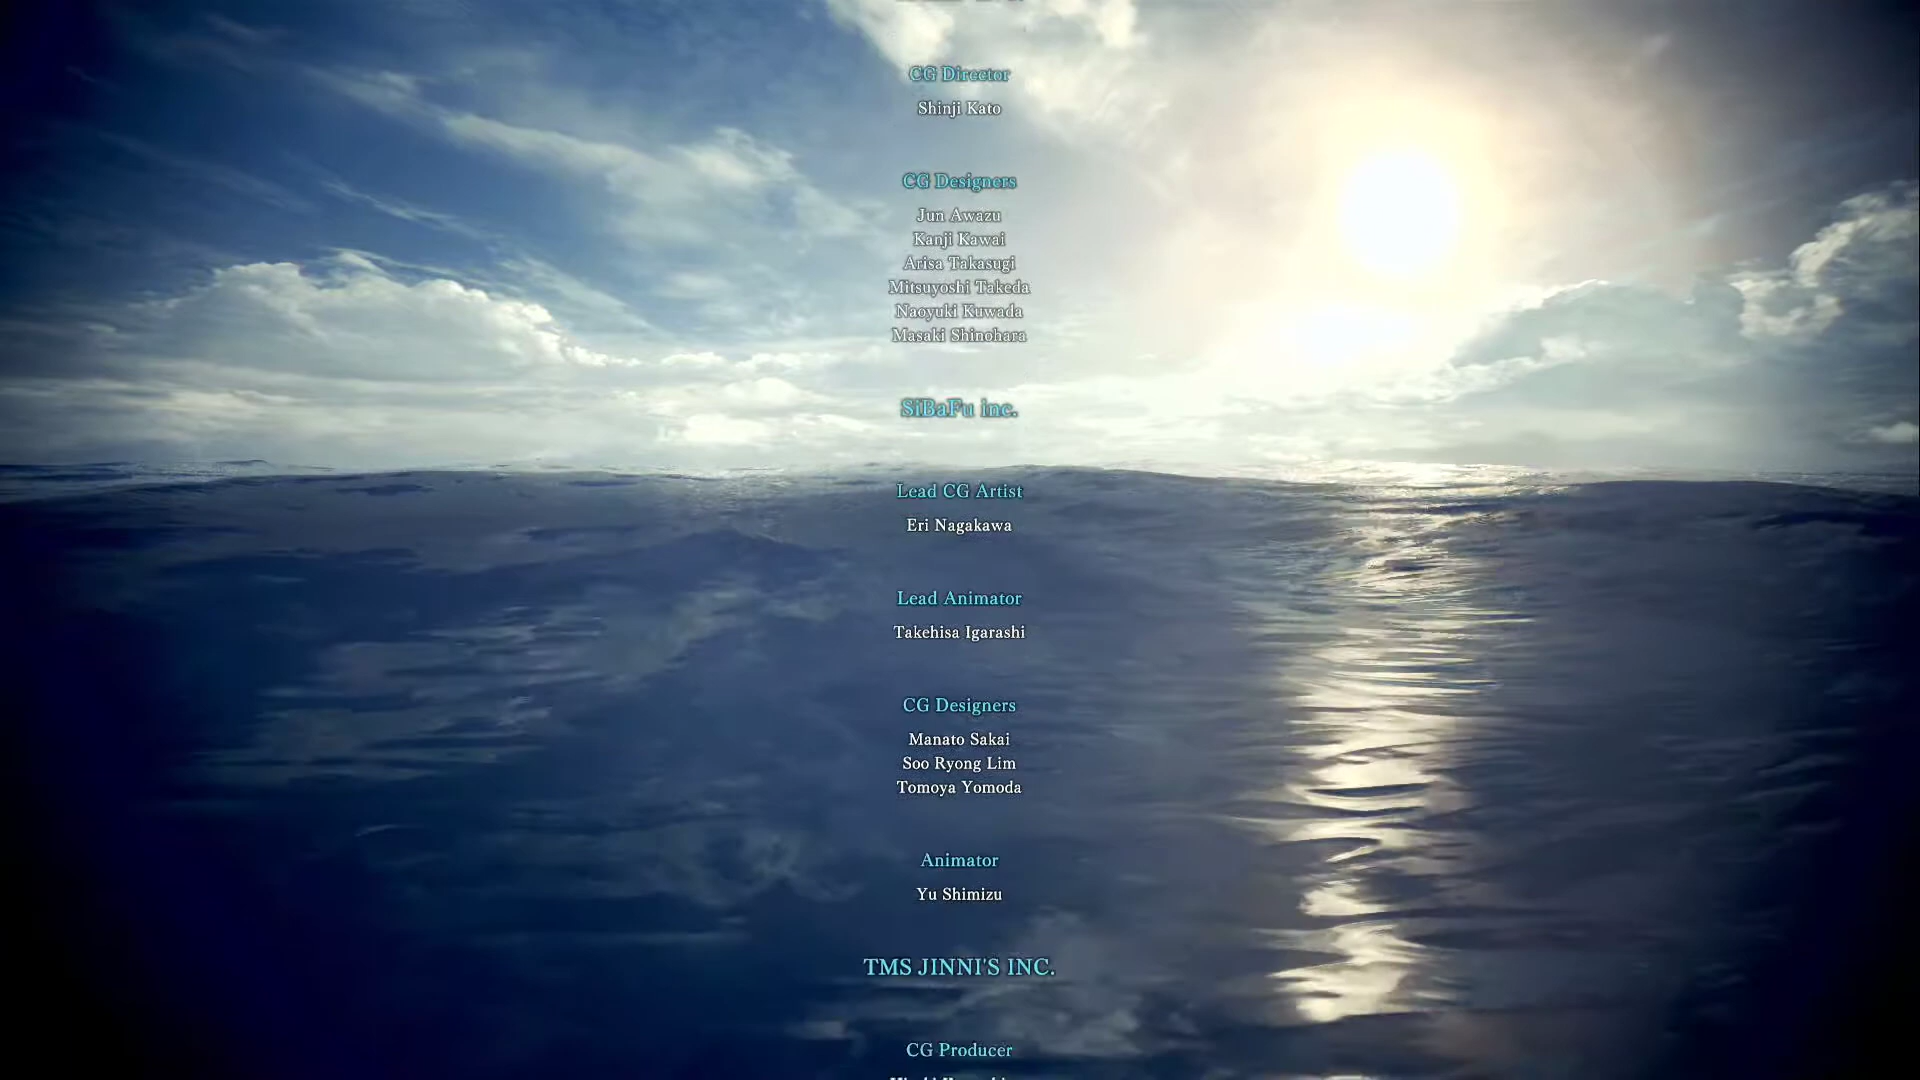 CG Director
Shinji Kato
CG Designers
Jun Awazu
Kanji Kawai
Arisa Takasugi
Mitsuyoshi Takeda
Naoyuki Kuwada
Masaki Shinohara
SiBaFu inc.
Lead CG Artist
Eri Nagakawa
Lead Animator
Takehisa Igarashi
CG Designers
Manato Sakai
Soo Ryong Lim
Tomoya Yomoda
Animator
Yu Shimizu
TMS JINNI'S INC.
CG Producer